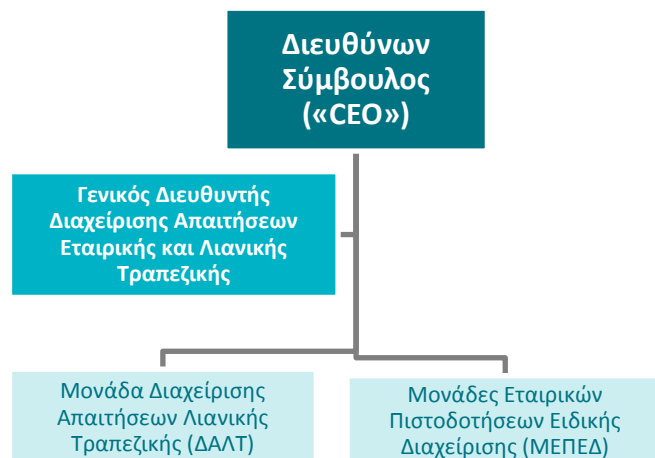 Διευθύνων
Σύμβουλος
(«CEO»)
Γενικός Διευθυντής
Διαχείρισης Απαιτήσεων
Εταιρικής και Λιανικής
Τραπεζικής
Μονάδα Διαχείρισης
Απαιτήσεων Λιανικής
Τραπεζικής (ΔΑΛΤ)
Μονάδες Εταιρικών
Πιστοδοτήσεων Ειδικής
Διαχείρισης (ΜΕΠΕΔ)